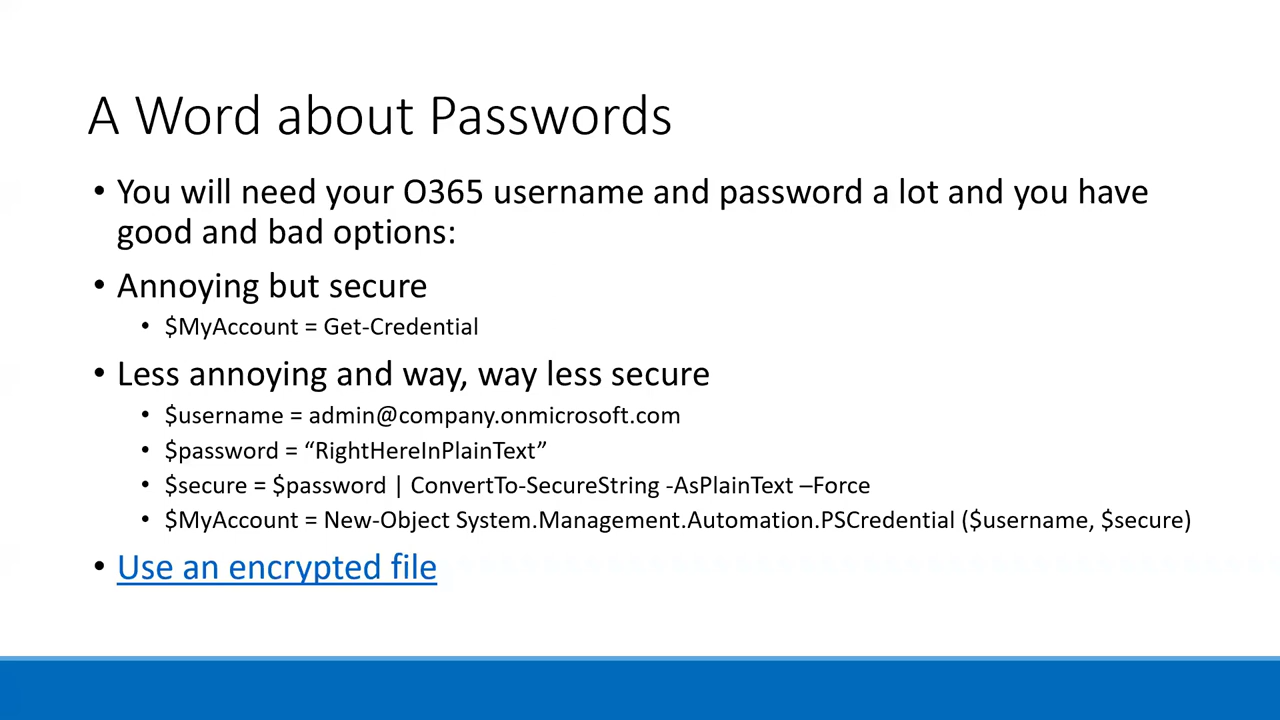 A Word about Passwords
• You will need your O365 username and password a lot and you have
good and bad options:
• Annoying but secure
• $MyAccount = Get-Credential
• Less annoying and way, way less secure
• $username = admin@company.onmicrosoft.com
• $password = “RightHereInPlainText”
• $secure = $password | ConvertTo-SecureString -AsPlainText –Force
• $MyAccount = New-Object System.Management.Automation.PSCredential ($username, $secure)
• Use an encrypted file